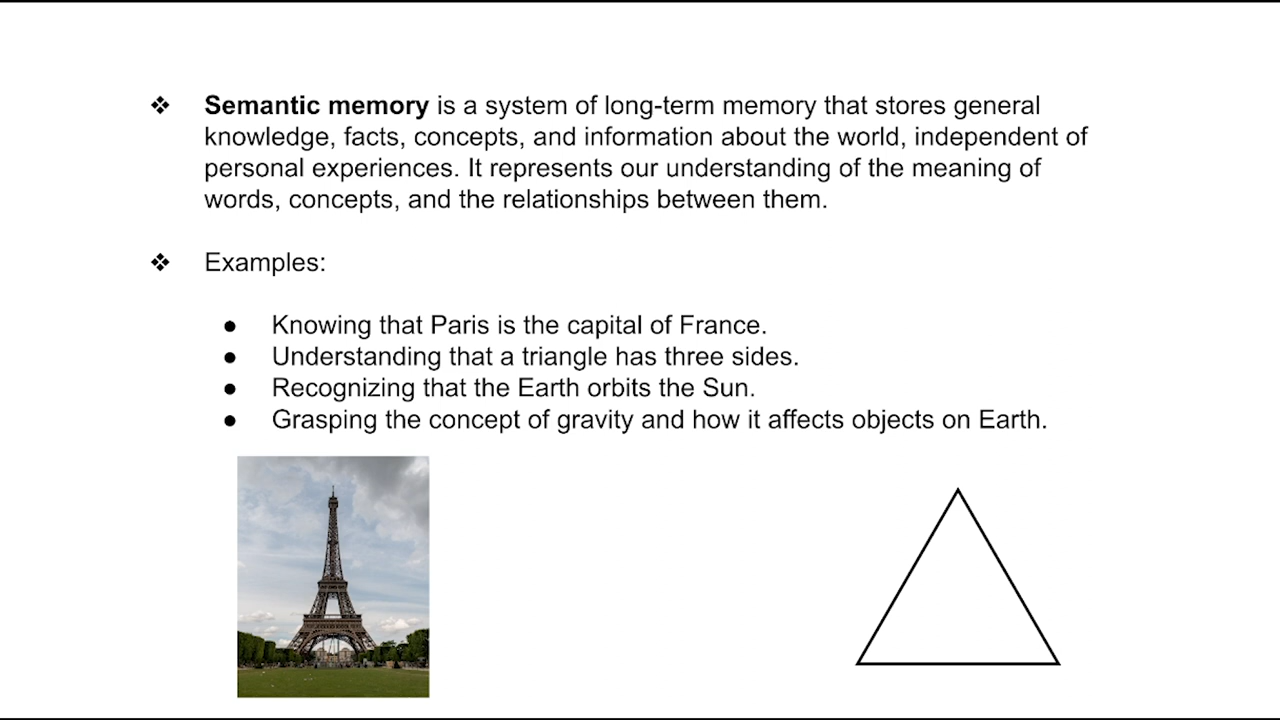 ❖ Semantic memory is a system of long-term memory that stores general
knowledge, facts, concepts, and information about the world, independent of
personal experiences. It represents our understanding of the meaning of
words, concepts, and the relationships between them.
❖ Examples:
● Knowing that Paris is the capital of France.
● Understanding that a triangle has three sides.
● Recognizing that the Earth orbits the Sun.
● Grasping the concept of gravity and how it affects objects on Earth.